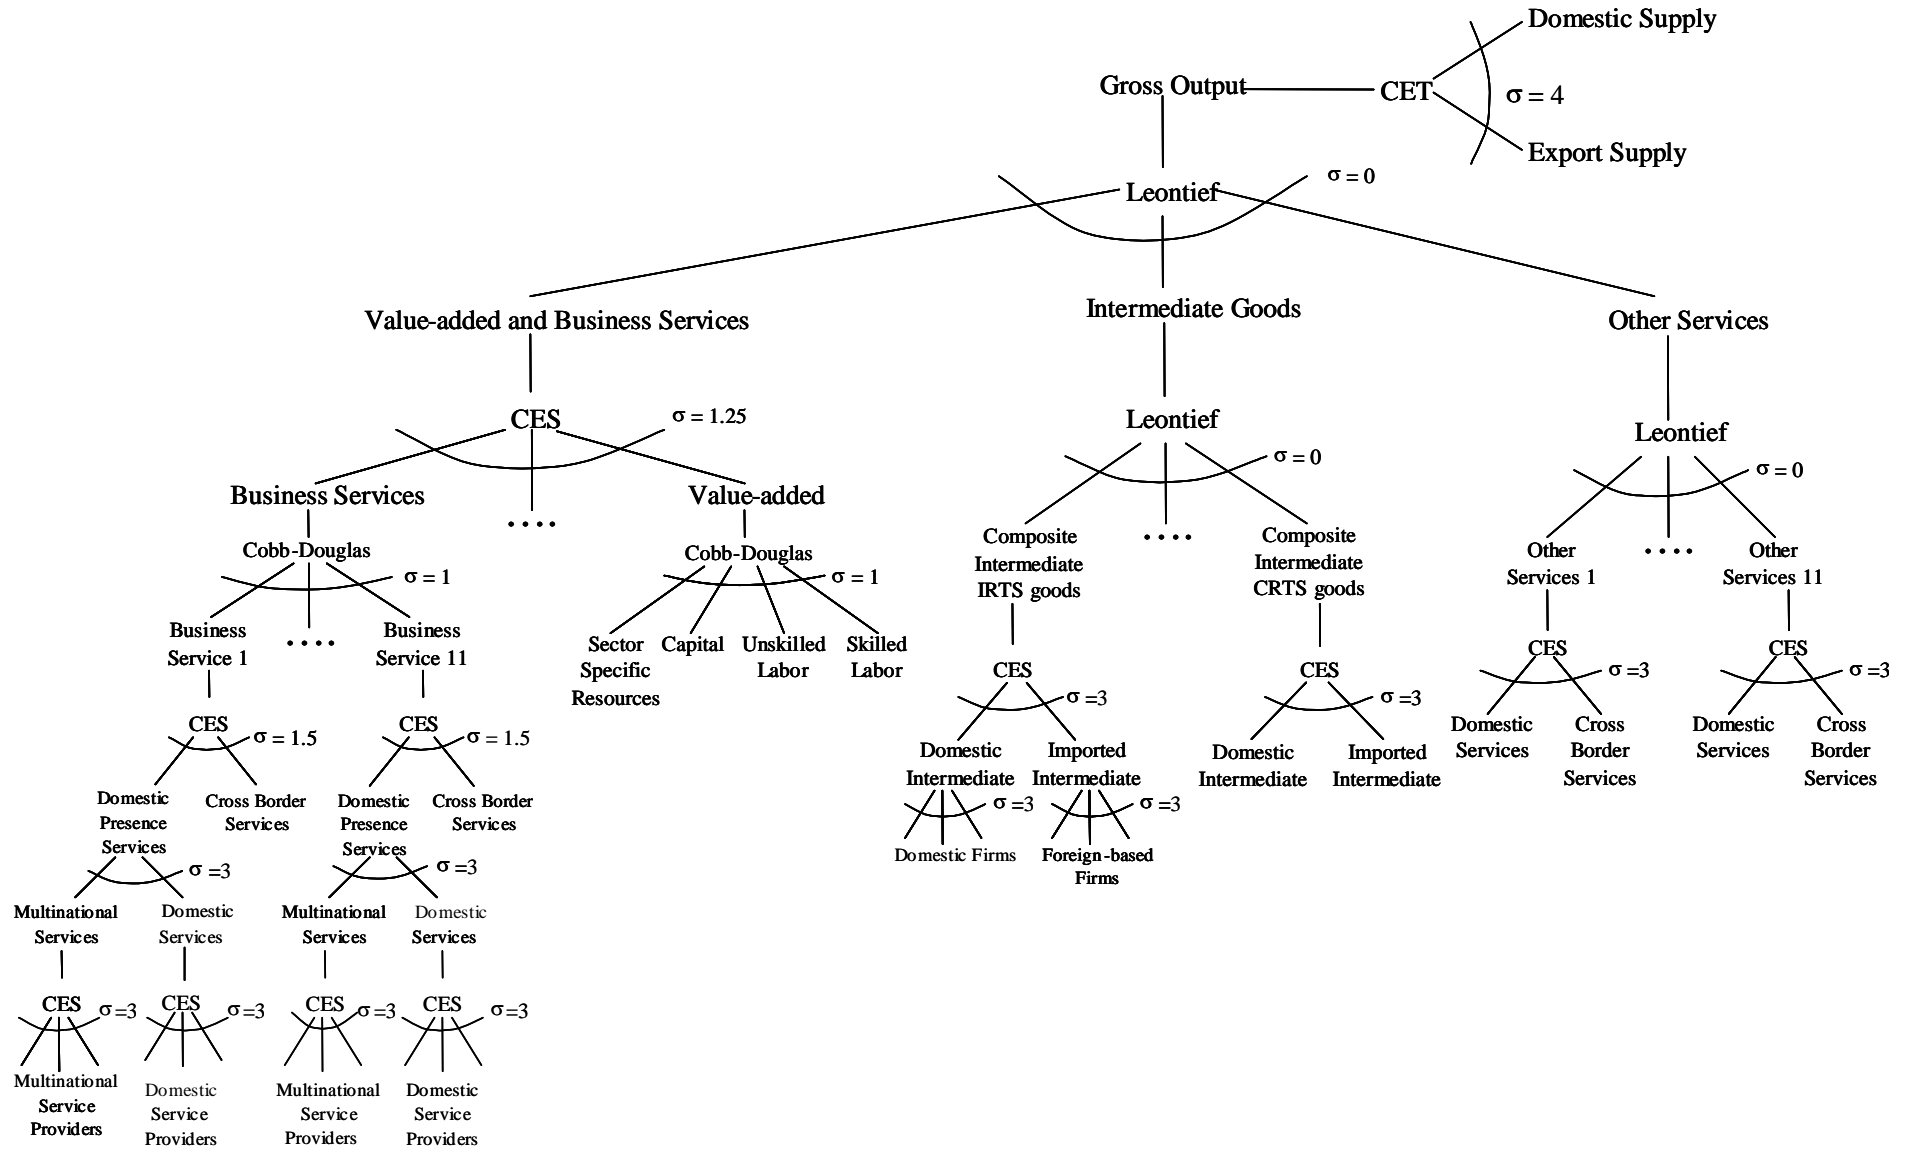 Domestic Supply
Gross Output
CET
σ = 4
Export Supply
Leontief
σ = 0
Value-added and Business Services
Intermediate Goods
Other Services
CES
σ = 1.25
Leontief
σ = 0
Leontief
σ = 0
Business Services
....
Value-added
Cobb-Douglas
σ = 1
Cobb-Douglas
σ = 1
Business
Service 1
....
Business
Service 11
Sector
Specific
Resources
Capital
Unskilled
Labor
Skilled
Labor
Composite
Intermediate
IRTS goods
....
Composite
Intermediate
CRTS goods
Other
Services 1
....
Other
Services 11
CES
σ = 1.5
CES
σ = 1.5
CES
σ =3
CES
σ =3
CES
σ =3
CES
σ =3
Domestic
Presence
Services
Cross Border
Services
Domestic
Presence
Services
Cross Border
Services
Domestic
Intermediate
Imported
Intermediate
Domestic
Intermediate
Imported
Intermediate
Domestic
Services
Cross
Border
Services
Domestic
Services
Cross
Border
Services
σ =3
σ =3
Domestic Firms
Foreign-based
Firms
σ =3
σ =3
Multinational
Services
Domestic
Services
Multinational
Services
Domestic
Services
CES
σ =3
CES
σ =3
CES
σ =3
CES
σ =3
Multinational
Service
Providers
Domestic
Service
Providers
Multinational
Service
Providers
Domestic
Service
Providers